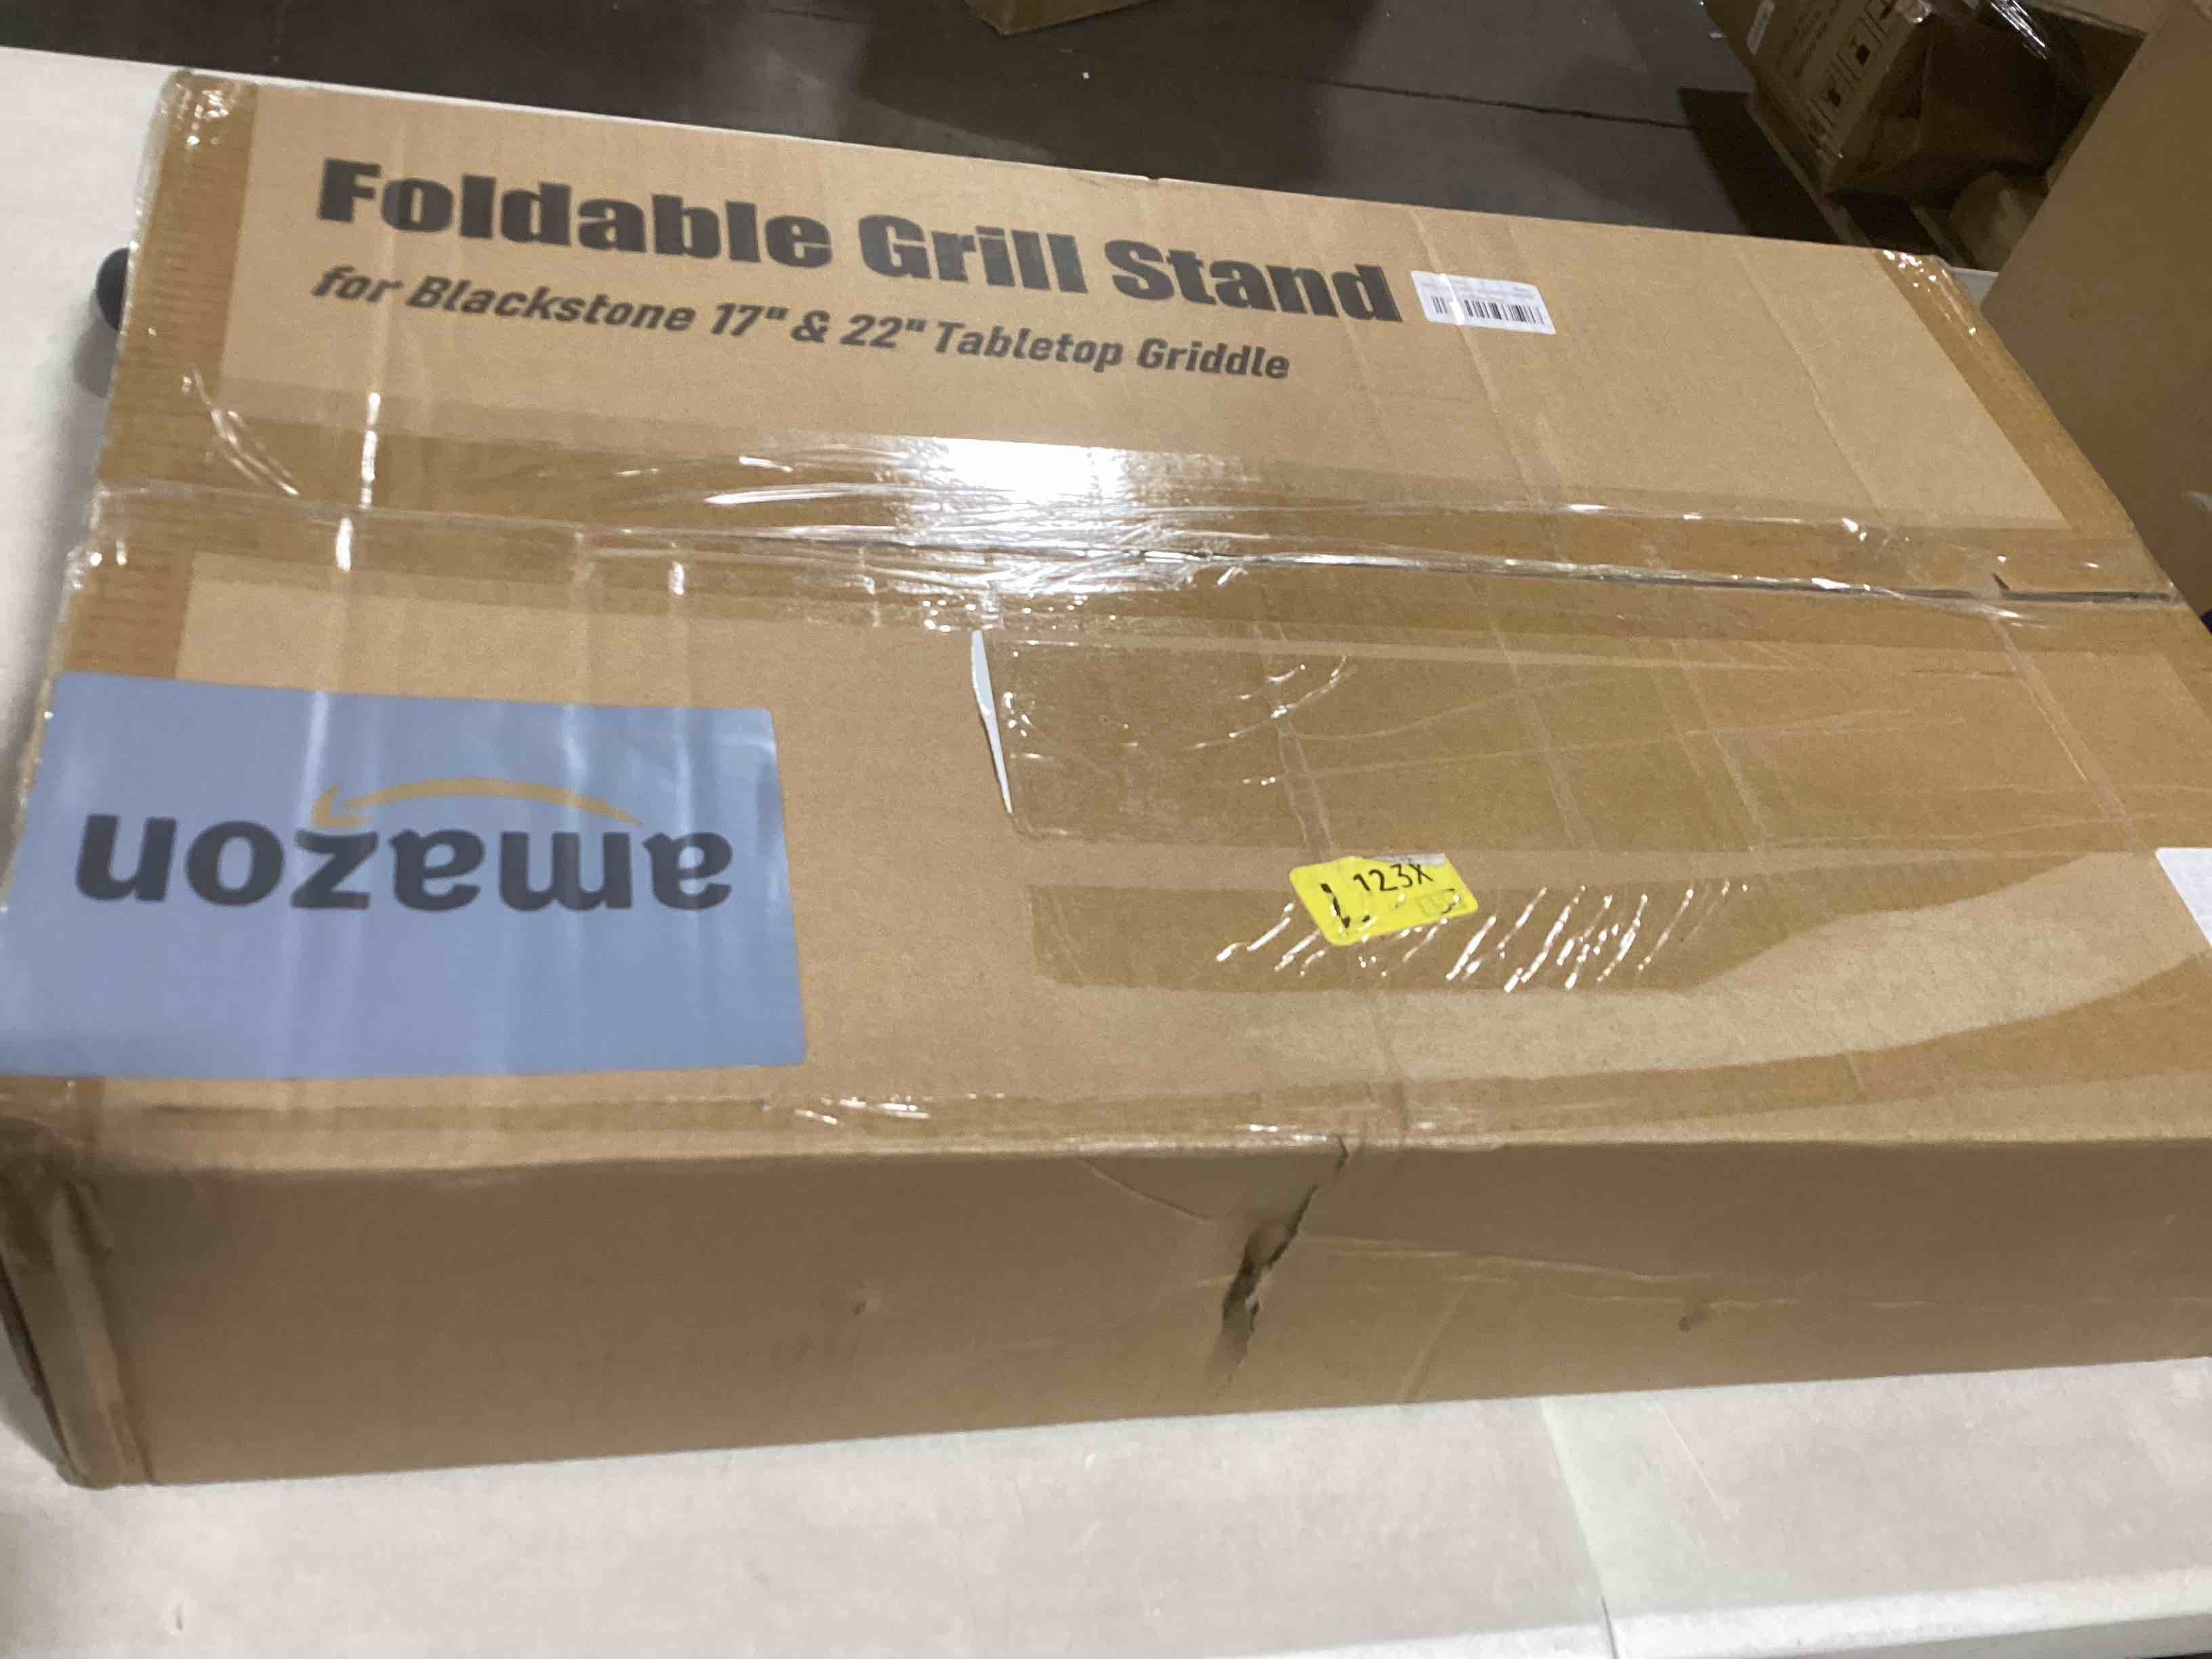 Foldable Grill Stand
for Blackstone 17" & 22" Tabletop Griddle
amazon
123X